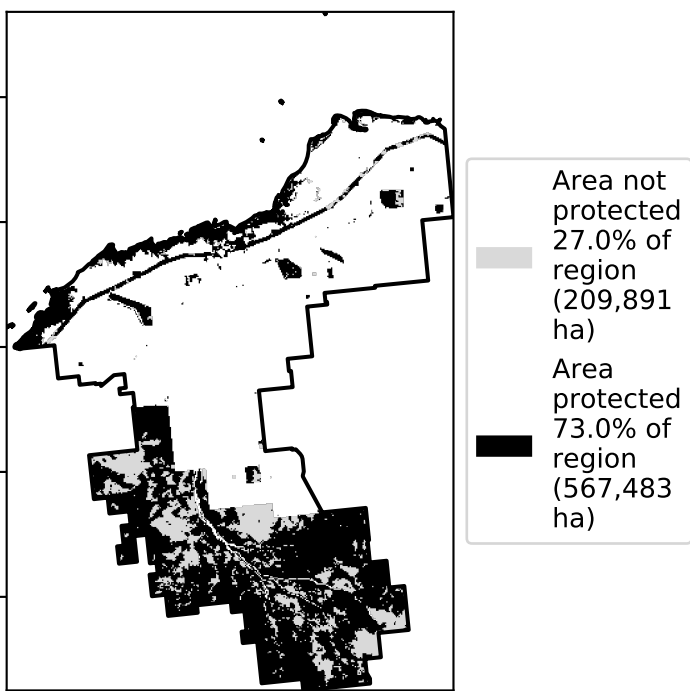 Area not
protected
27.0% of
region
(209,891
ha)
Area
protected
73.0% of
region
(567,483
ha)